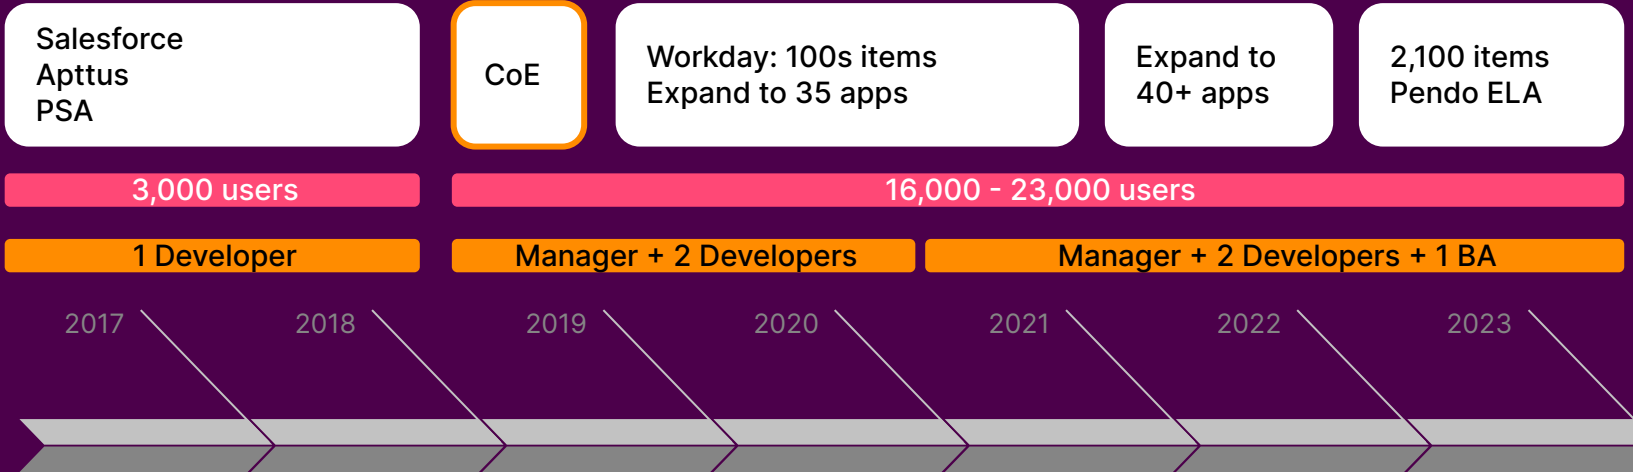 Salesforce
Apttus
PSA
CoE
Workday: 100s items
Expand to 35 apps
Expand to
40+ apps
2,100 items
Pendo ELA
3,000 users
16,000 - 23,000 users
1 Developer
Manager + 2 Developers
Manager + 2 Developers + 1 BA
2017
2018
2019
2020
2021
2022
2023